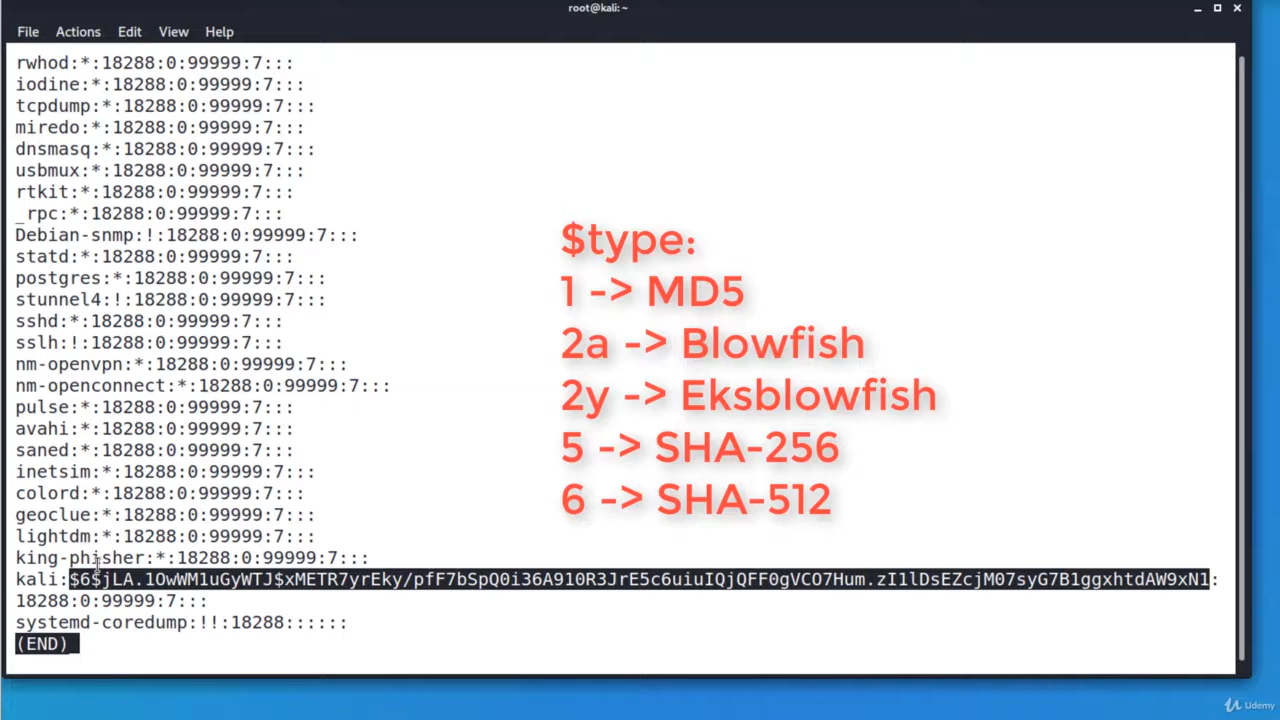 root@kali: ~
File Actions Edit View Help
rwhod:*:18288:0:99999:7:::
iodine:*:18288:0:99999:7:::
tcpdump:*:18288:0:99999:7:::
miredo:*:18288:0:99999:7:::
dnsmasq:*:18288:0:99999:7:::
usbmux:*:18288:0:99999:7:::
rtkit:*:18288:0:99999:7:::
_rpc:*:18288:0:99999:7:::
Debian-snmp:!:18288:0:99999:7:::
statd:*:18288:0:99999:7:::
postgres:*:18288:0:99999:7:::
stunnel4:!:18288:0:99999:7:::
sshd:*:18288:0:99999:7:::
sslh:!:18288:0:99999:7:::
nm-openvpn:*:18288:0:99999:7:::
nm-openconnect:*:18288:0:99999:7:::
pulse:*:18288:0:99999:7:::
avahi:*:18288:0:99999:7:::
saned:*:18288:0:99999:7:::
inetsim:*:18288:0:99999:7:::
colord:*:18288:0:99999:7:::
geoclue:*:18288:0:99999:7:::
lightdm:*:18288:0:99999:7:::
king-phisher:*:18288:0:99999:7:::
kali:$6$jLA.1OwWM1uGyWTJ$xMETR7yrEky/pfF7bSpQ0i36A910R3JrE5c6uiuIQjQFF0gVCO7Hum.zI1lDsEZcjM07syG7B1ggxhtdAW9xN1:
18288:0:99999:7:::
systemd-coredump:!!:18288::::::
(END)
$type:
1 -> MD5
2a -> Blowfish
2y -> Eksblowfish
5 -> SHA-256
6 -> SHA-512
Udemy